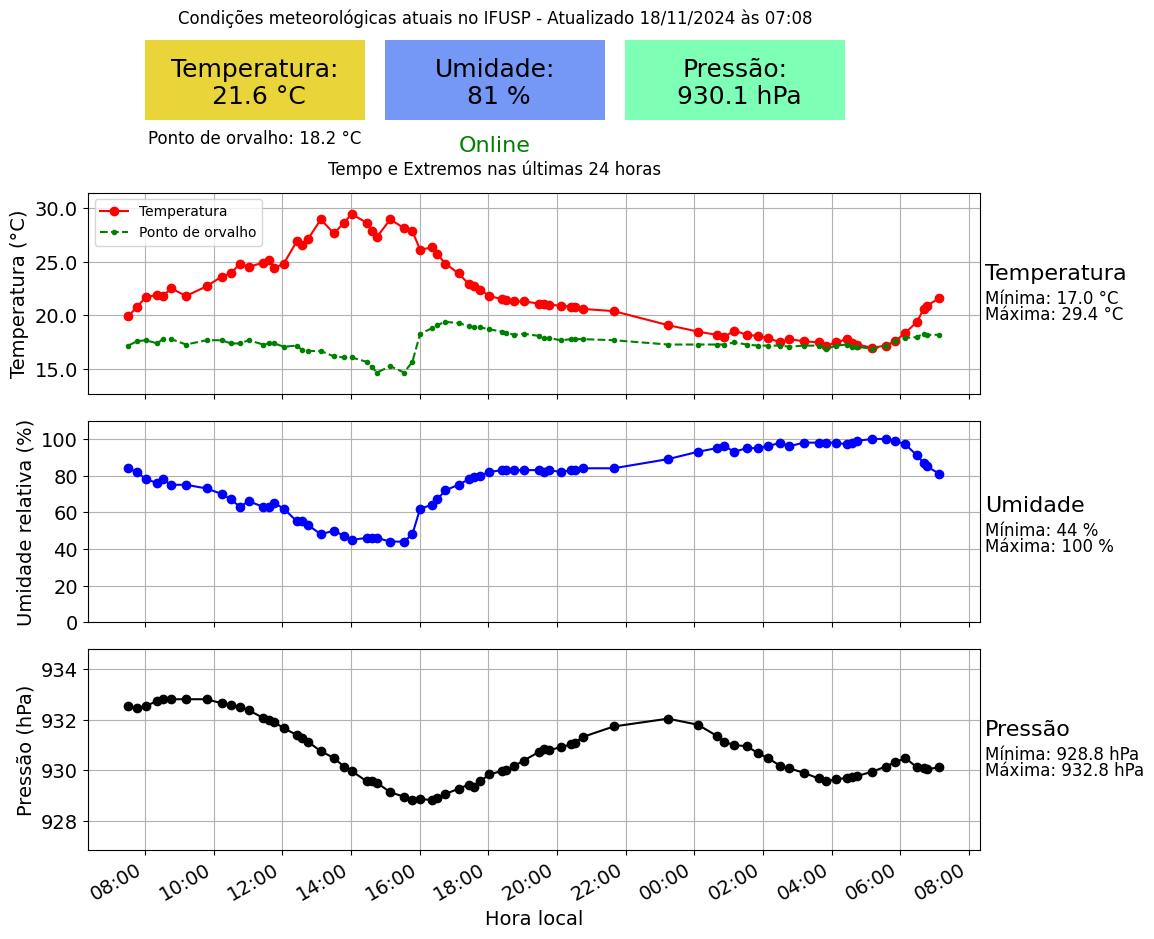 Condições meteorológicas atuais no IFUSP - Atualizado 18/11/2024 às 07:08
Temperatura:
21.6 °C
Umidade:
81 %
Pressão:
930.1 hPa
Ponto de orvalho: 18.2 °C
Online
Tempo e Extremos nas últimas 24 horas
Temperatura (°C)
30.0
25.0
20.0
15.0
Temperatura
Ponto de orvalho
Temperatura
Mínima: 17.0 °C
Máxima: 29.4 °C
Umidade relativa (%)
100
80
60
40
20
0
Umidade
Mínima: 44 %
Máxima: 100 %
Pressão (hPa)
934
932
930
928
Pressão
Mínima: 928.8 hPa
Máxima: 932.8 hPa
08:00
10:00
12:00
14:00
16:00
18:00
20:00
22:00
00:00
02:00
04:00
06:00
08:00
Hora local